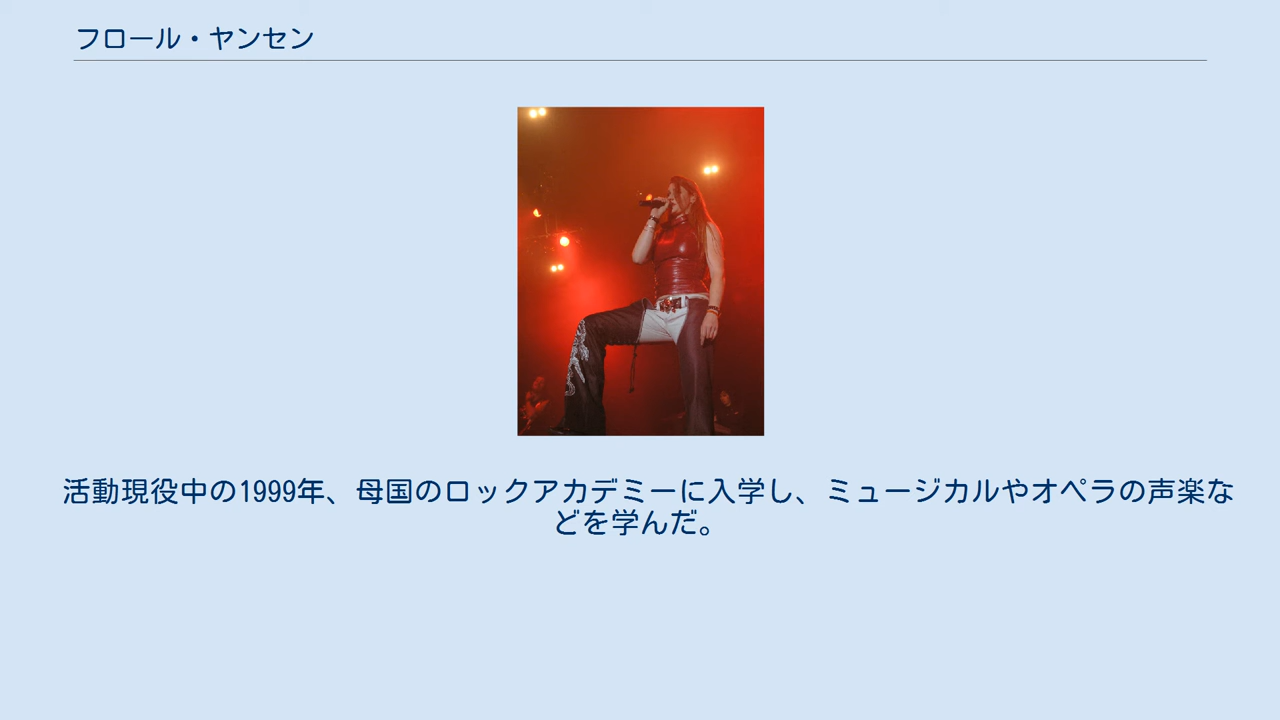 フロール・ヤンセン
活動現役中の1999年、母国のロックアカデミーに入学し、ミュージカルやオペラの声楽な
どを学んだ。